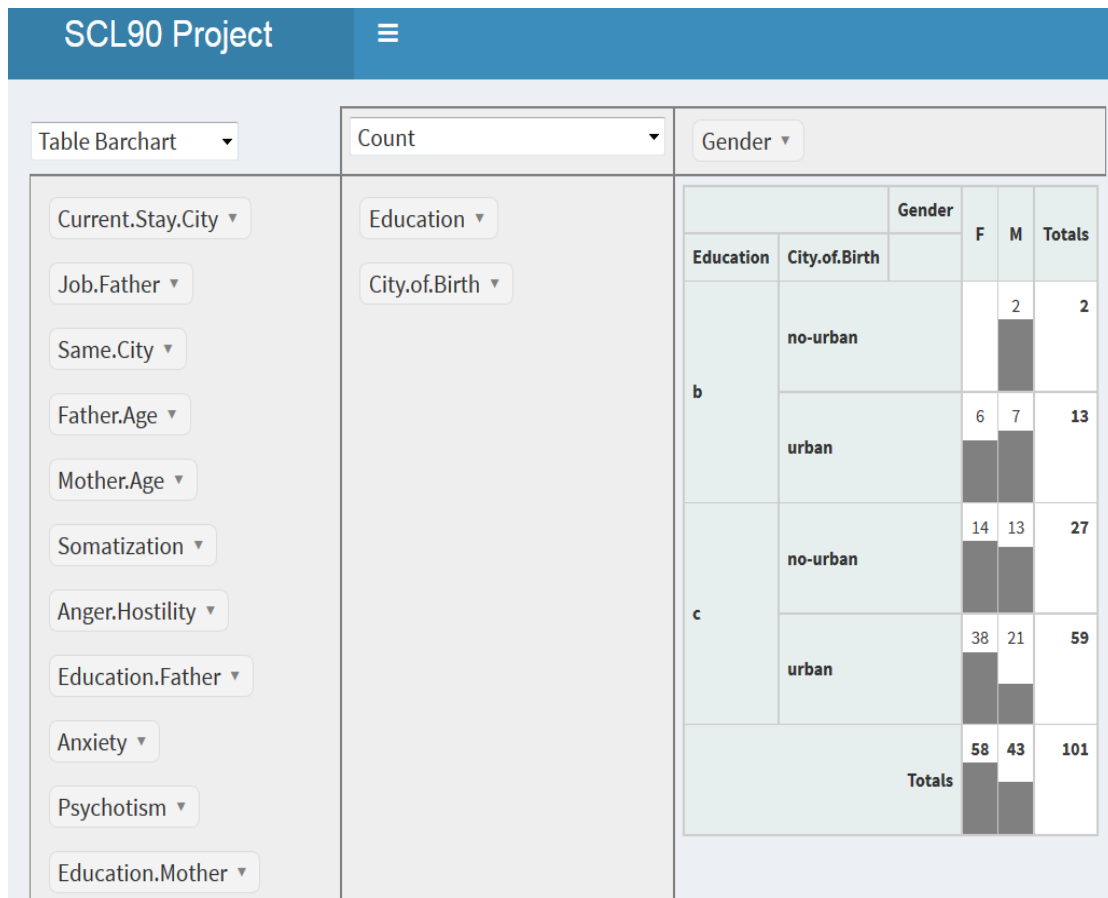 SCL90 Project
Table Barchart
Count
Gender
Current.Stay.City
Job.Father
Same.City
Father.Age
Mother.Age
Somatization
Anger.Hostility
Education.Father
Anxiety
Psychotism
Education.Mother
Education
City.of.Birth
Gender F M Totals
Education City.of.Birth
b no-urban 2 2
urban 6 7 13
c no-urban 14 13 27
urban 38 21 59
Totals 58 43 101